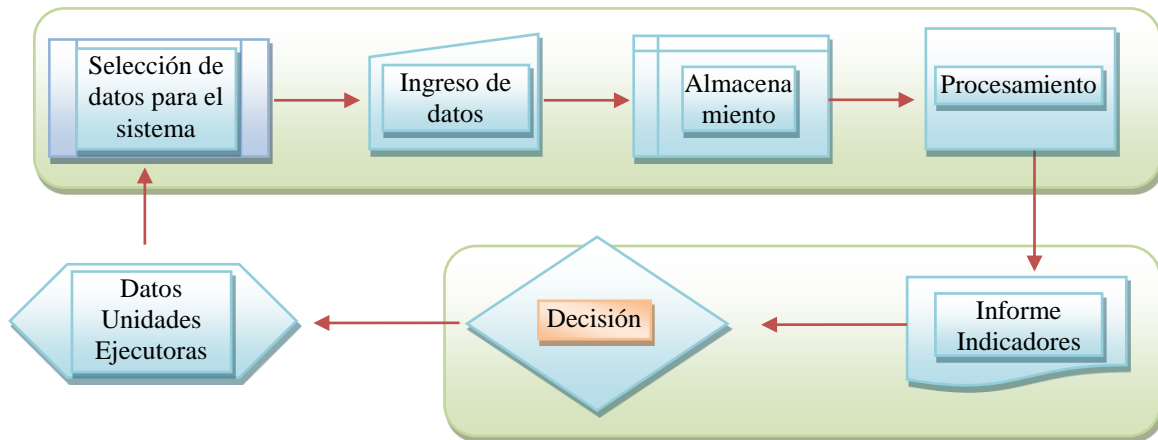 Selección de
datos para el
sistema
Ingreso de
datos
Almacena
miento
Procesamiento
Informe
Indicadores
Decisión
Datos
Unidades
Ejecutoras